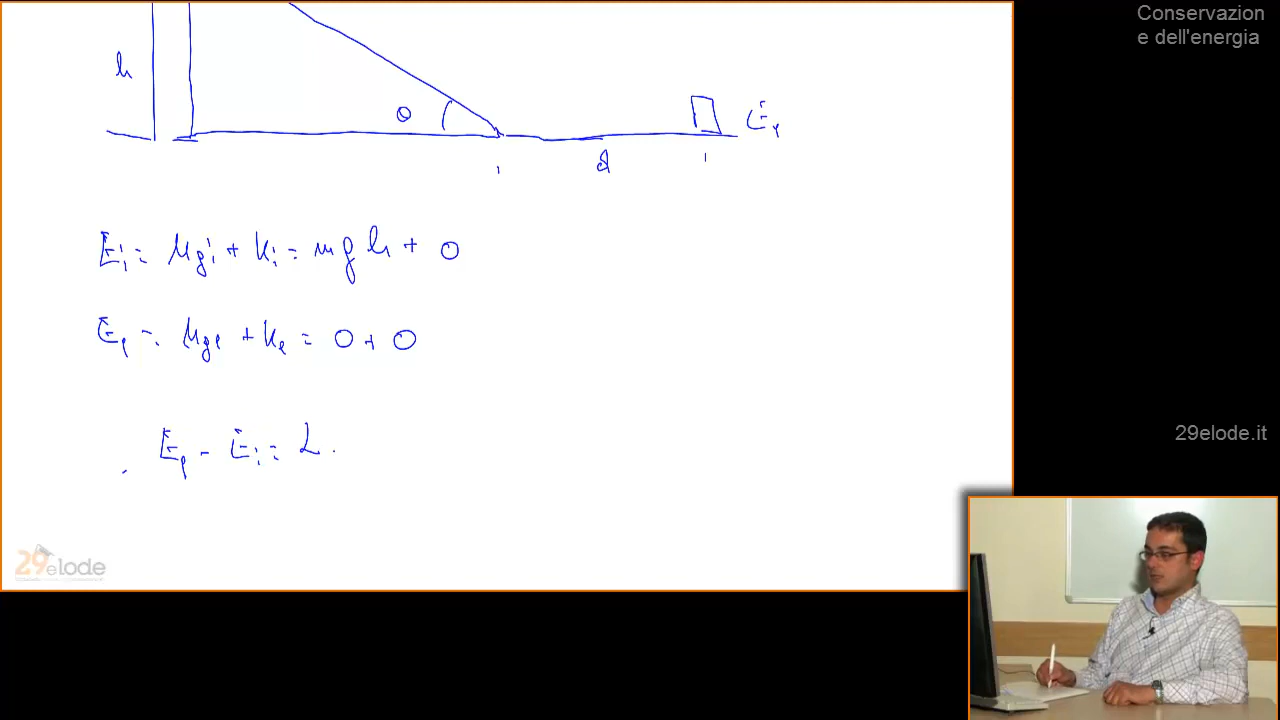 Conservazion
e dell'energia
h
θ
E_f
d
E_i = U_gi + K_i = mgh + 0
E_f = U_gf + K_f = 0 + 0
E_f - E_i = L
29elode.it
29elode